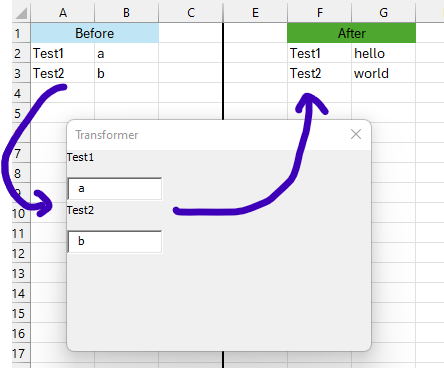 A B C E F G
1 Before After
2 Test1 a Test1 hello
3 Test2 b Test2 world
4
Transformer
7 Test1
8
9 a
10 Test2
11
12 b
13
14
15
16
17